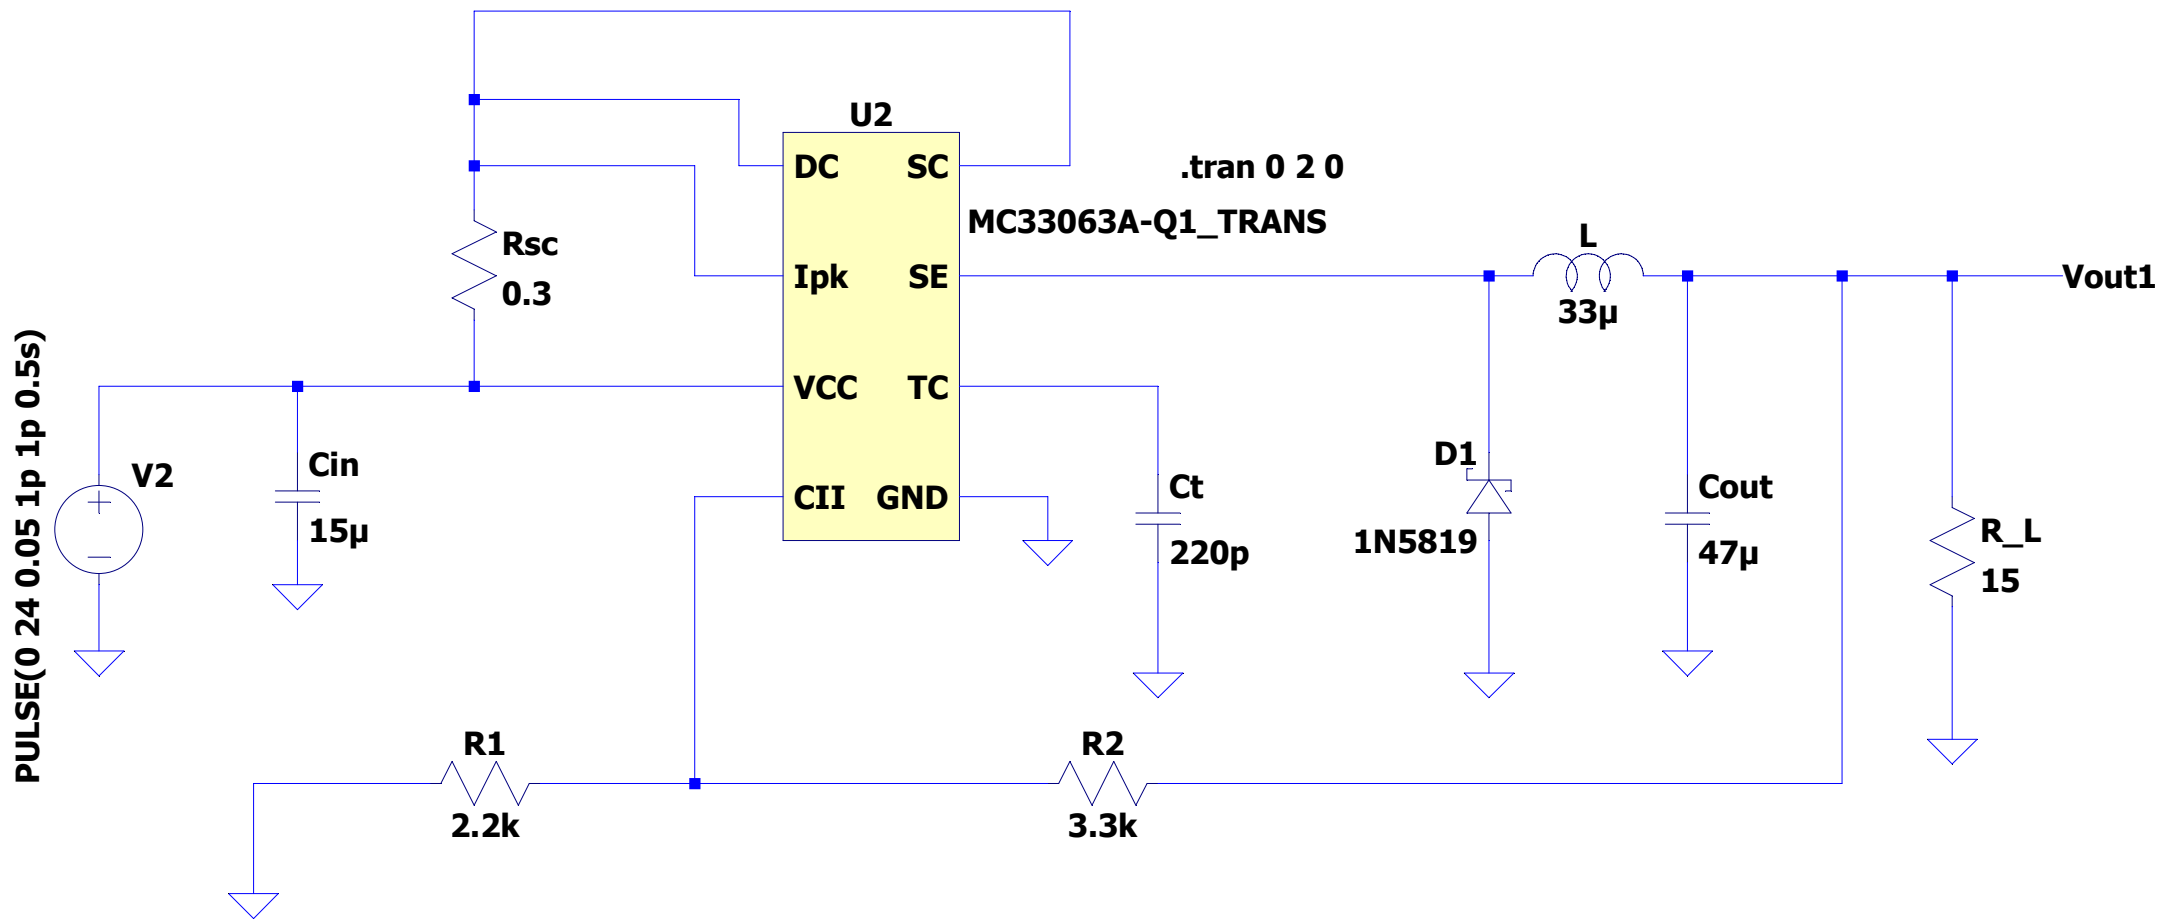 U2
DC
SC
.tran 0 2 0
MC33063A-Q1_TRANS
Rsc
0.3
Ipk
SE
L
33µ
Vout1
VCC
TC
PULSE(0 24 0.05 1p 1p 0.5s)
V2
Cin
15µ
CII
GND
Ct
220p
D1
1N5819
Cout
47µ
R_L
15
R1
2.2k
R2
3.3k